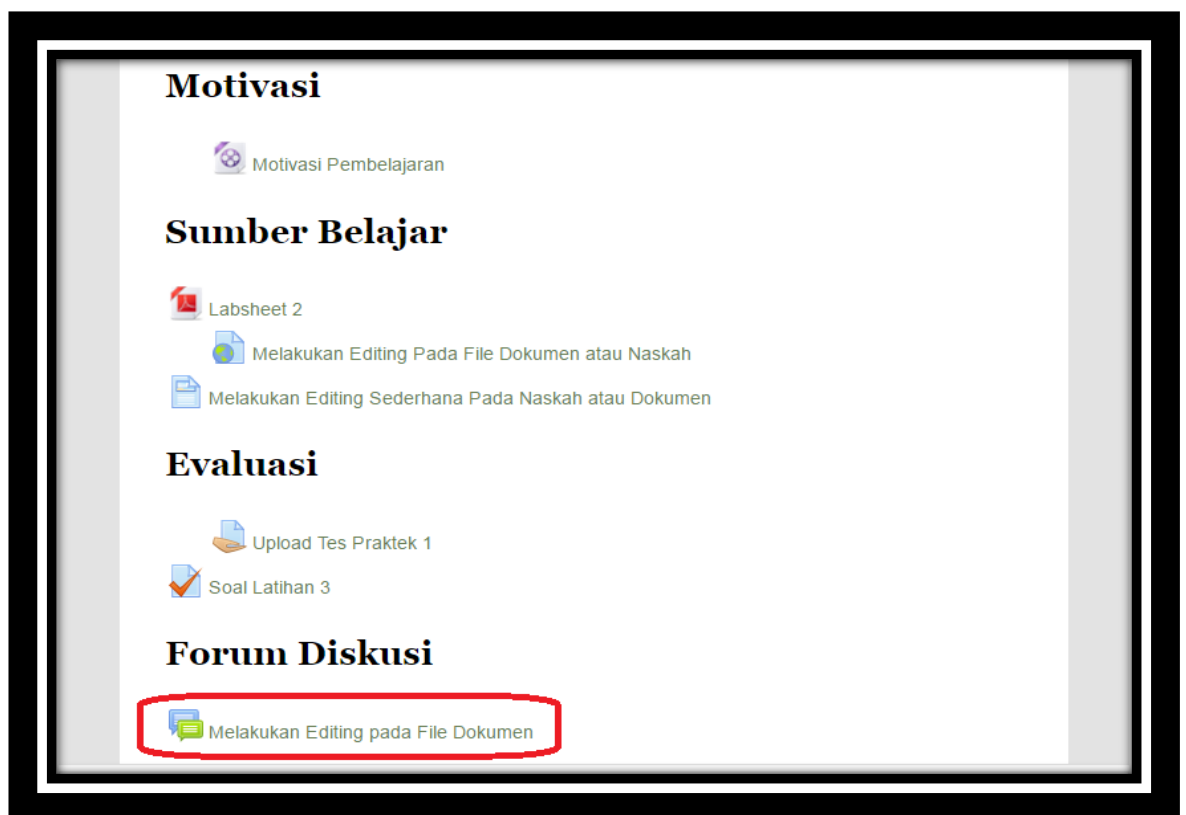 Motivasi
Motivasi Pembelajaran
Sumber Belajar
Labsheet 2
Melakukan Editing Pada File Dokumen atau Naskah
Melakukan Editing Sederhana Pada Naskah atau Dokumen
Evaluasi
Upload Tes Praktek 1
Soal Latihan 3
Forum Diskusi
Melakukan Editing pada File Dokumen